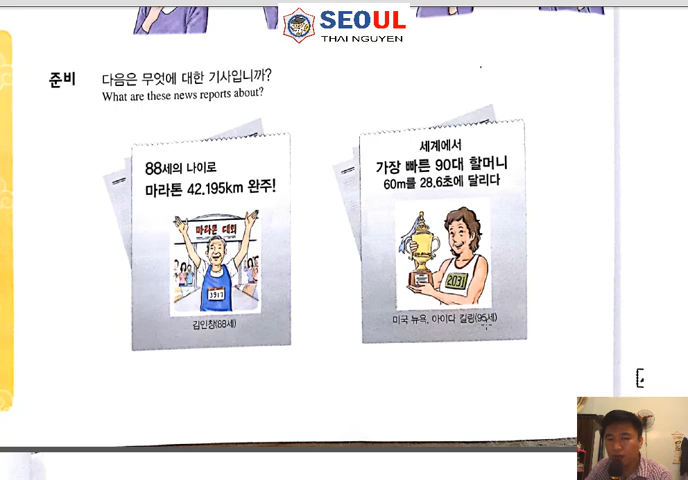 SEOUL
THAI NGUYEN
준비
다음은 무엇에 대한 기사입니까?
What are these news reports about?
88세의 나이로
마라톤 42.195km 완주!
마라톤 대회
3917
김인창(88세)
세계에서
가장 빠른 90대 할머니
60m를 28.6초에 달리다
2031
미국 뉴욕, 아이다 킬링(95세)